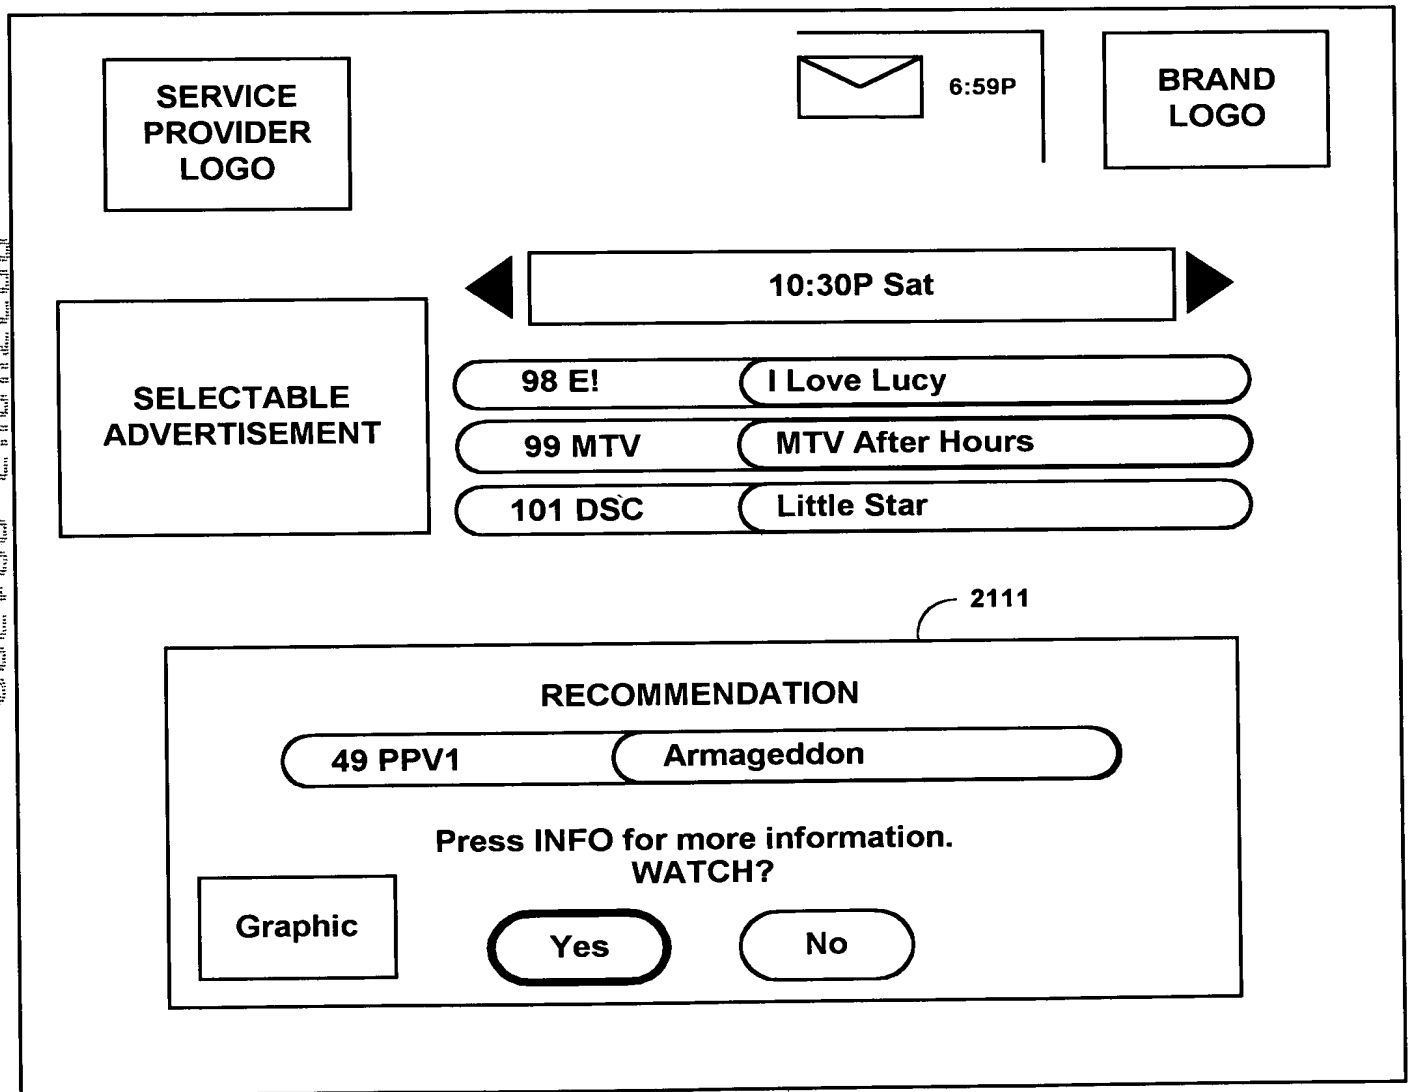 SERVICE
PROVIDER
LOGO
6:59P
BRAND
LOGO
10:30P Sat
SELECTABLE
ADVERTISEMENT
98 E! I Love Lucy
99 MTV MTV After Hours
101 DSC Little Star
2111
RECOMMENDATION
49 PPV1 Armageddon
Press INFO for more information.
WATCH?
Graphic
Yes No